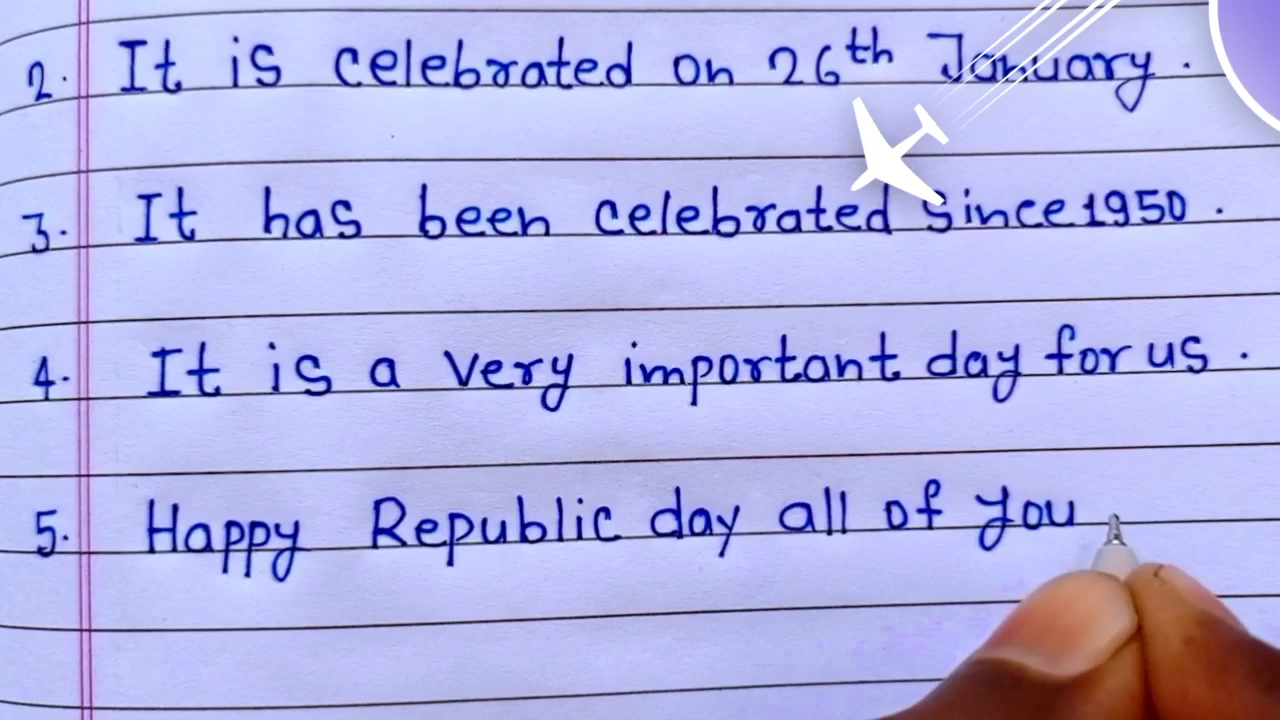 2. It is celebrated on 26th January.
3. It has been celebrated since 1950.
4. It is a very important day for us.
5. Happy Republic day all of you